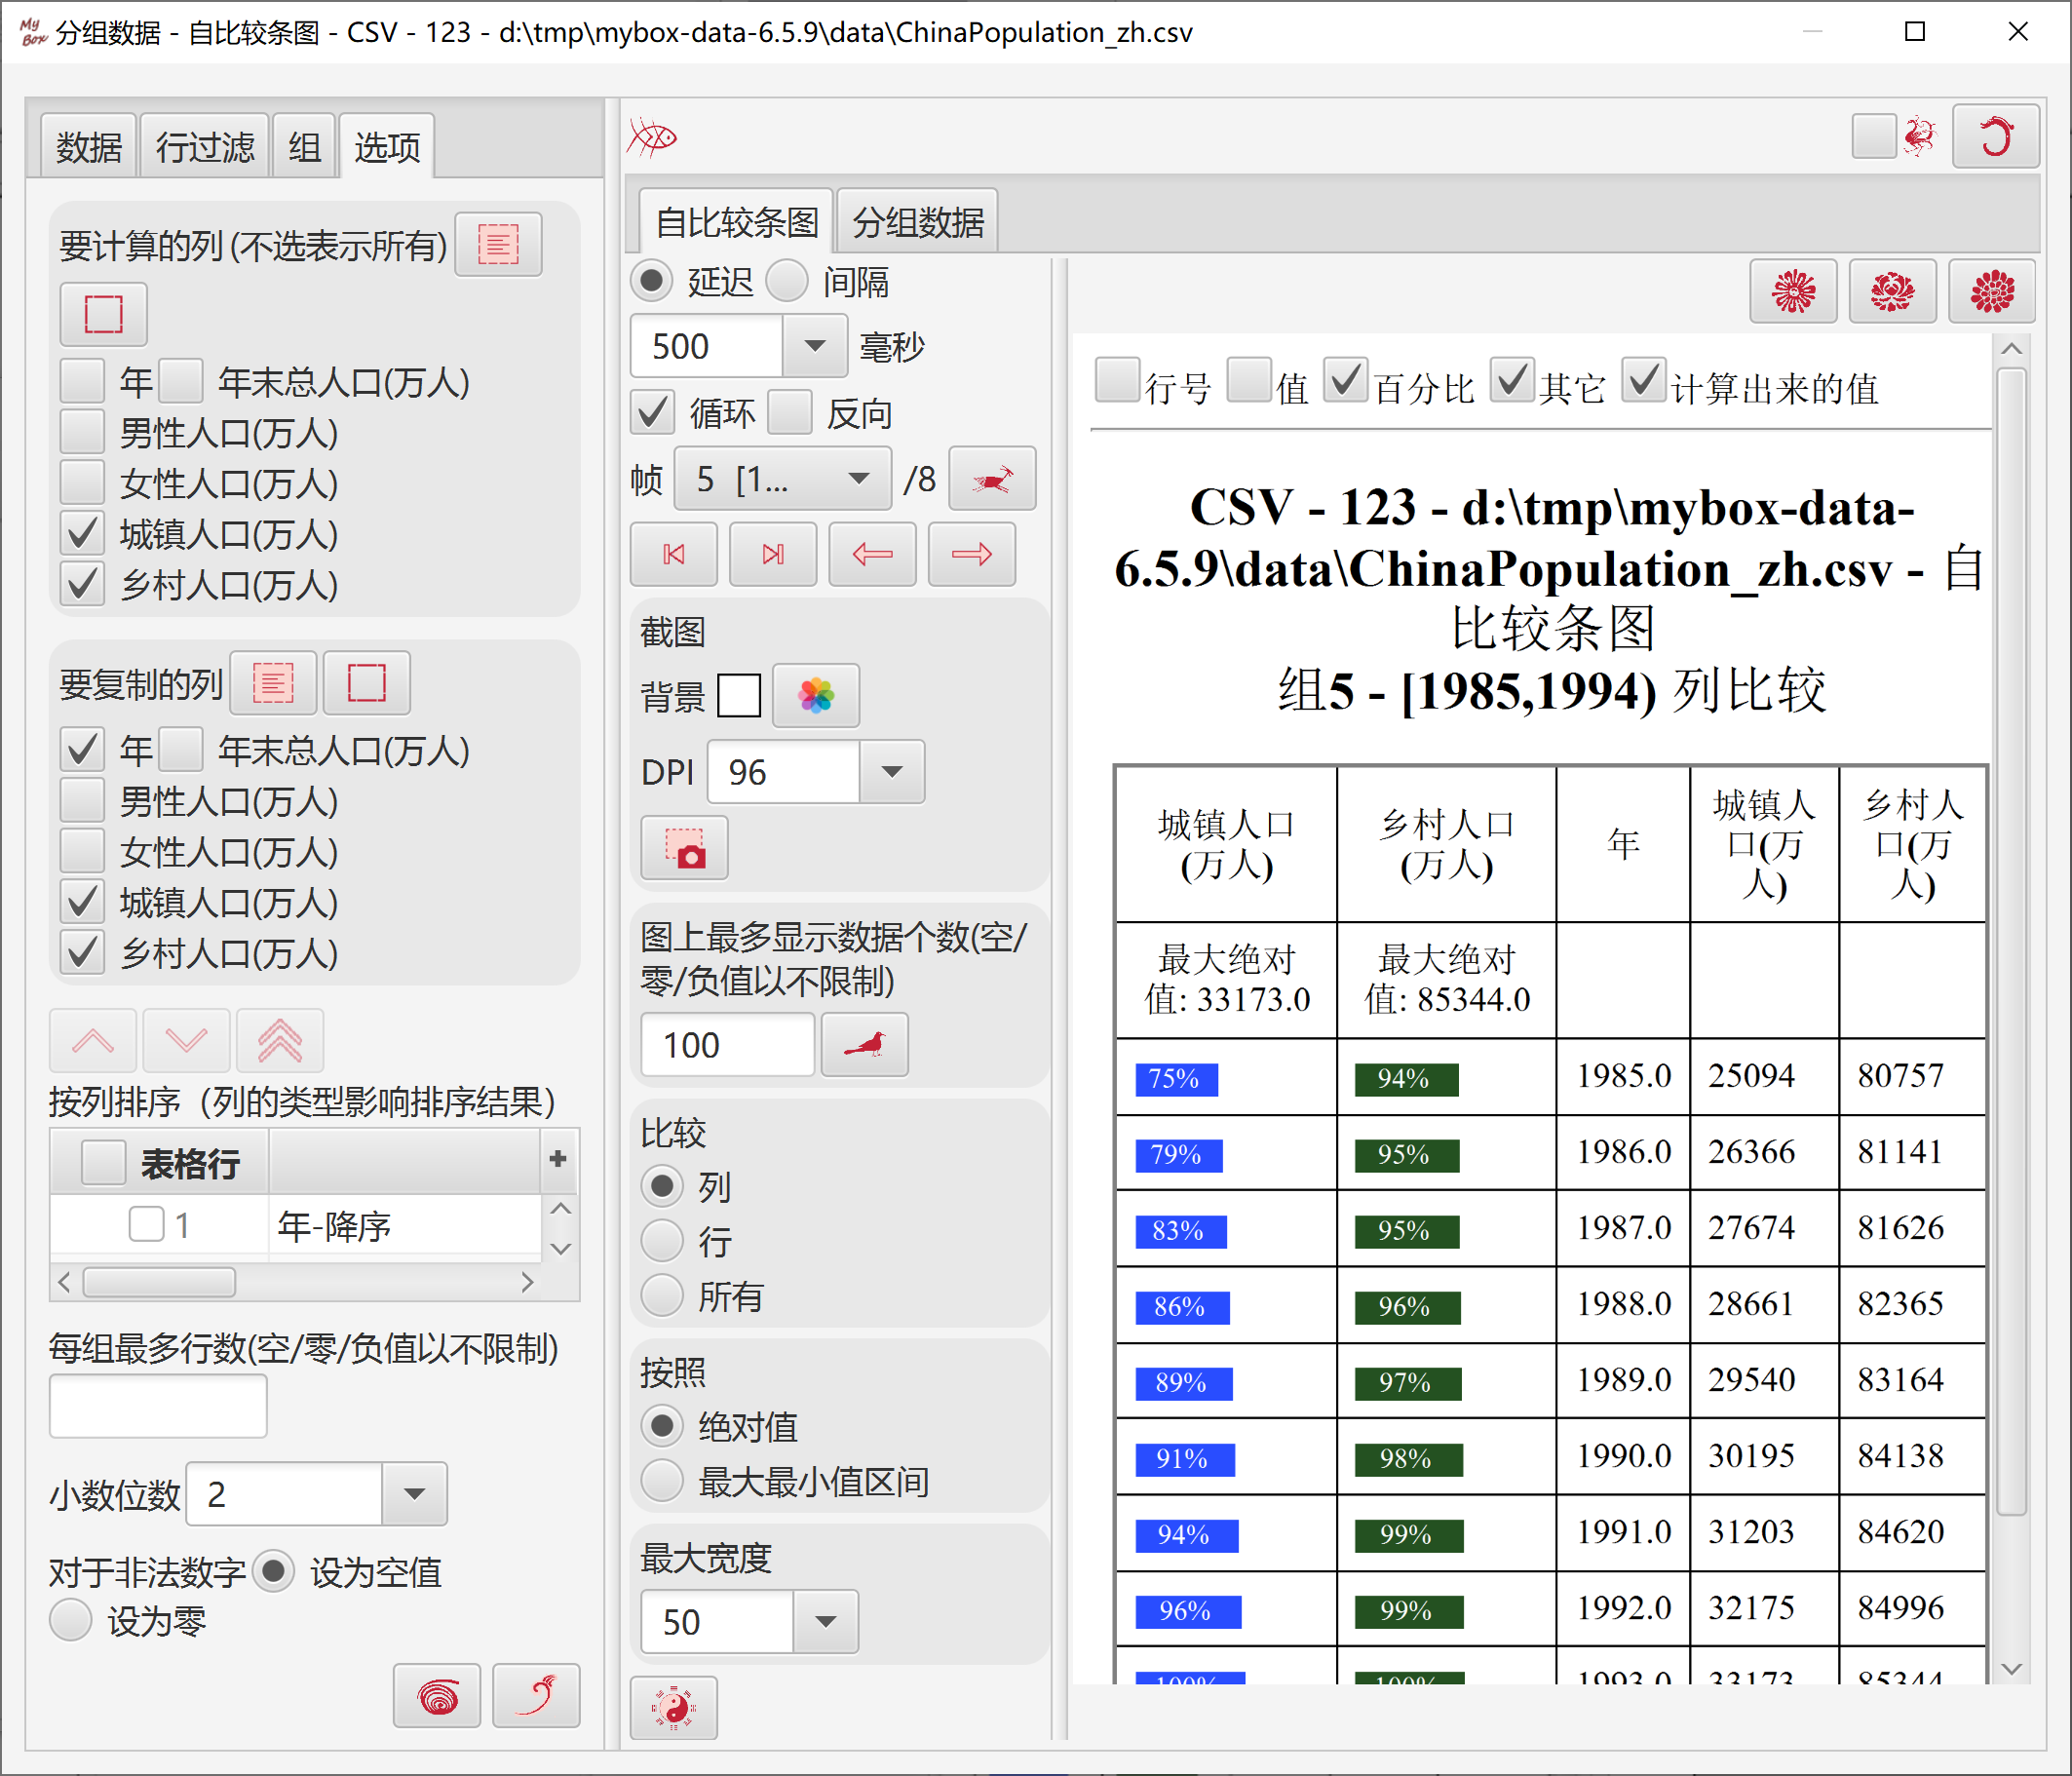 My Box 分组数据 - 自比较条图 - CSV - 123 - d:\tmp\mybox-data-6.5.9\data\ChinaPopulation_zh.csv
数据 行过滤 组 选项
要计算的列 (不选表示所有)
年 年末总人口(万人)
男性人口(万人)
女性人口(万人)
城镇人口(万人)
乡村人口(万人)
要复制的列
年 年末总人口(万人)
男性人口(万人)
女性人口(万人)
城镇人口(万人)
乡村人口(万人)
按列排序（列的类型影响排序结果）
表格行 +
1 年-降序
每组最多行数(空/零/负值以不限制)
小数位数 2
对于非法数字 设为空值
设为零
自比较条图 分组数据
延迟 间隔
500 毫秒
循环 反向
帧 5 [1... /8
截图
背景
DPI 96
图上最多显示数据个数(空/
零/负值以不限制)
100
比较
列
行
所有
按照
绝对值
最大最小值区间
最大宽度
50
行号 值 百分比 其它 计算出来的值
CSV - 123 - d:\tmp\mybox-data-
6.5.9\data\ChinaPopulation_zh.csv - 自
比较条图
组5 - [1985,1994) 列比较
城镇人口(万人) 乡村人口(万人) 年 城镇人口(万人) 乡村人口(万人)
最大绝对值: 33173.0 最大绝对值: 85344.0
75% 94% 1985.0 25094 80757
79% 95% 1986.0 26366 81141
83% 95% 1987.0 27674 81626
86% 96% 1988.0 28661 82365
89% 97% 1989.0 29540 83164
91% 98% 1990.0 30195 84138
94% 99% 1991.0 31203 84620
96% 99% 1992.0 32175 84996
100% 100% 1993.0 33173 85344